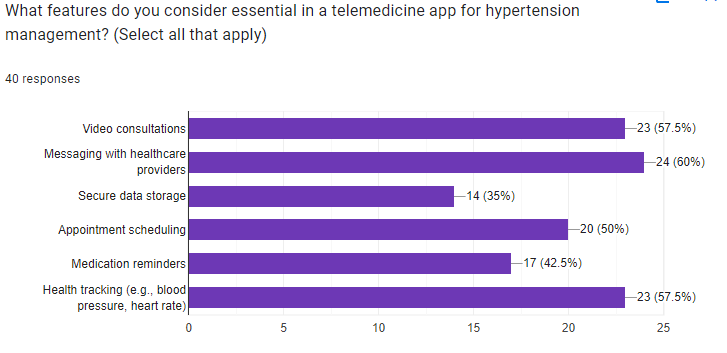 What features do you consider essential in a telemedicine app for hypertension
management? (Select all that apply)
40 responses
Video consultations
23 (57.5%)
Messaging with healthcare
providers
24 (60%)
Secure data storage
14 (35%)
Appointment scheduling
20 (50%)
Medication reminders
17 (42.5%)
Health tracking (e.g., blood
pressure, heart rate)
23 (57.5%)
0 5 10 15 20 25